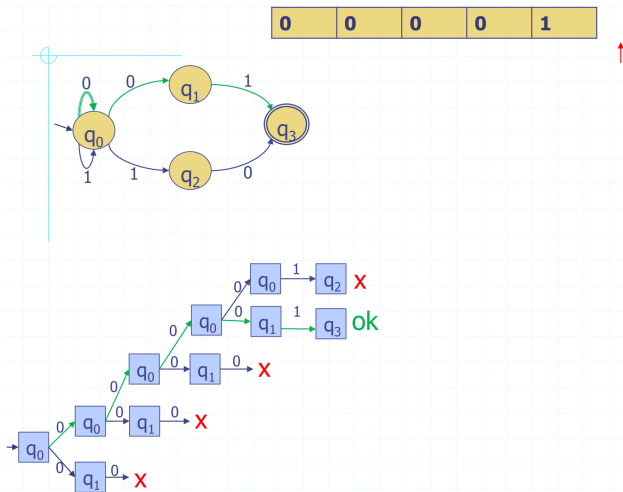 0 0 0 0 1
0 0 q1 1
q0 q3
1 1 q2 0
q0 1 q2 x
0
q0 0 q1 1 q3 ok
0
q0 0 q1 0 x
0
q0 0 q1 0 x
q0 0
0 q1 0 x